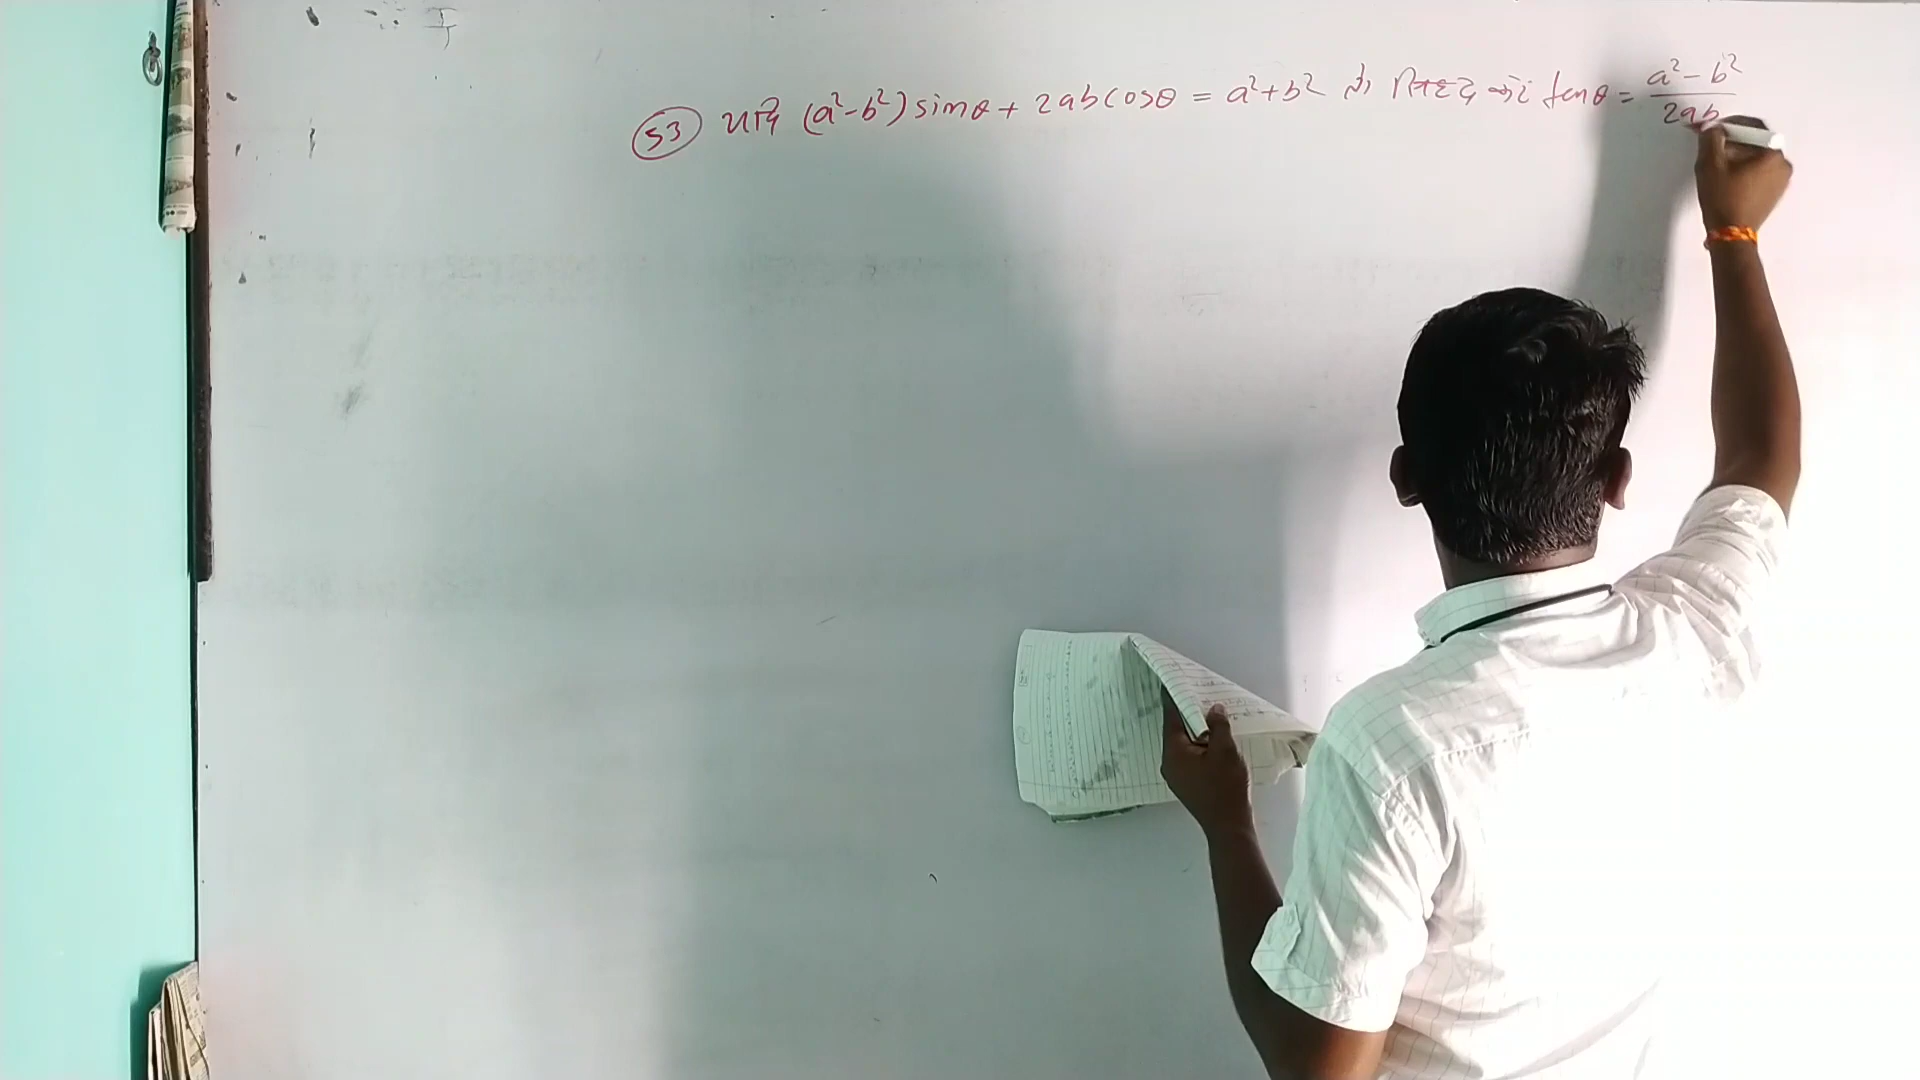 53 यदि (a²-b²) sinθ + 2ab cosθ = a²+b² तो सिद्ध करें tanθ = a²-b²/2ab